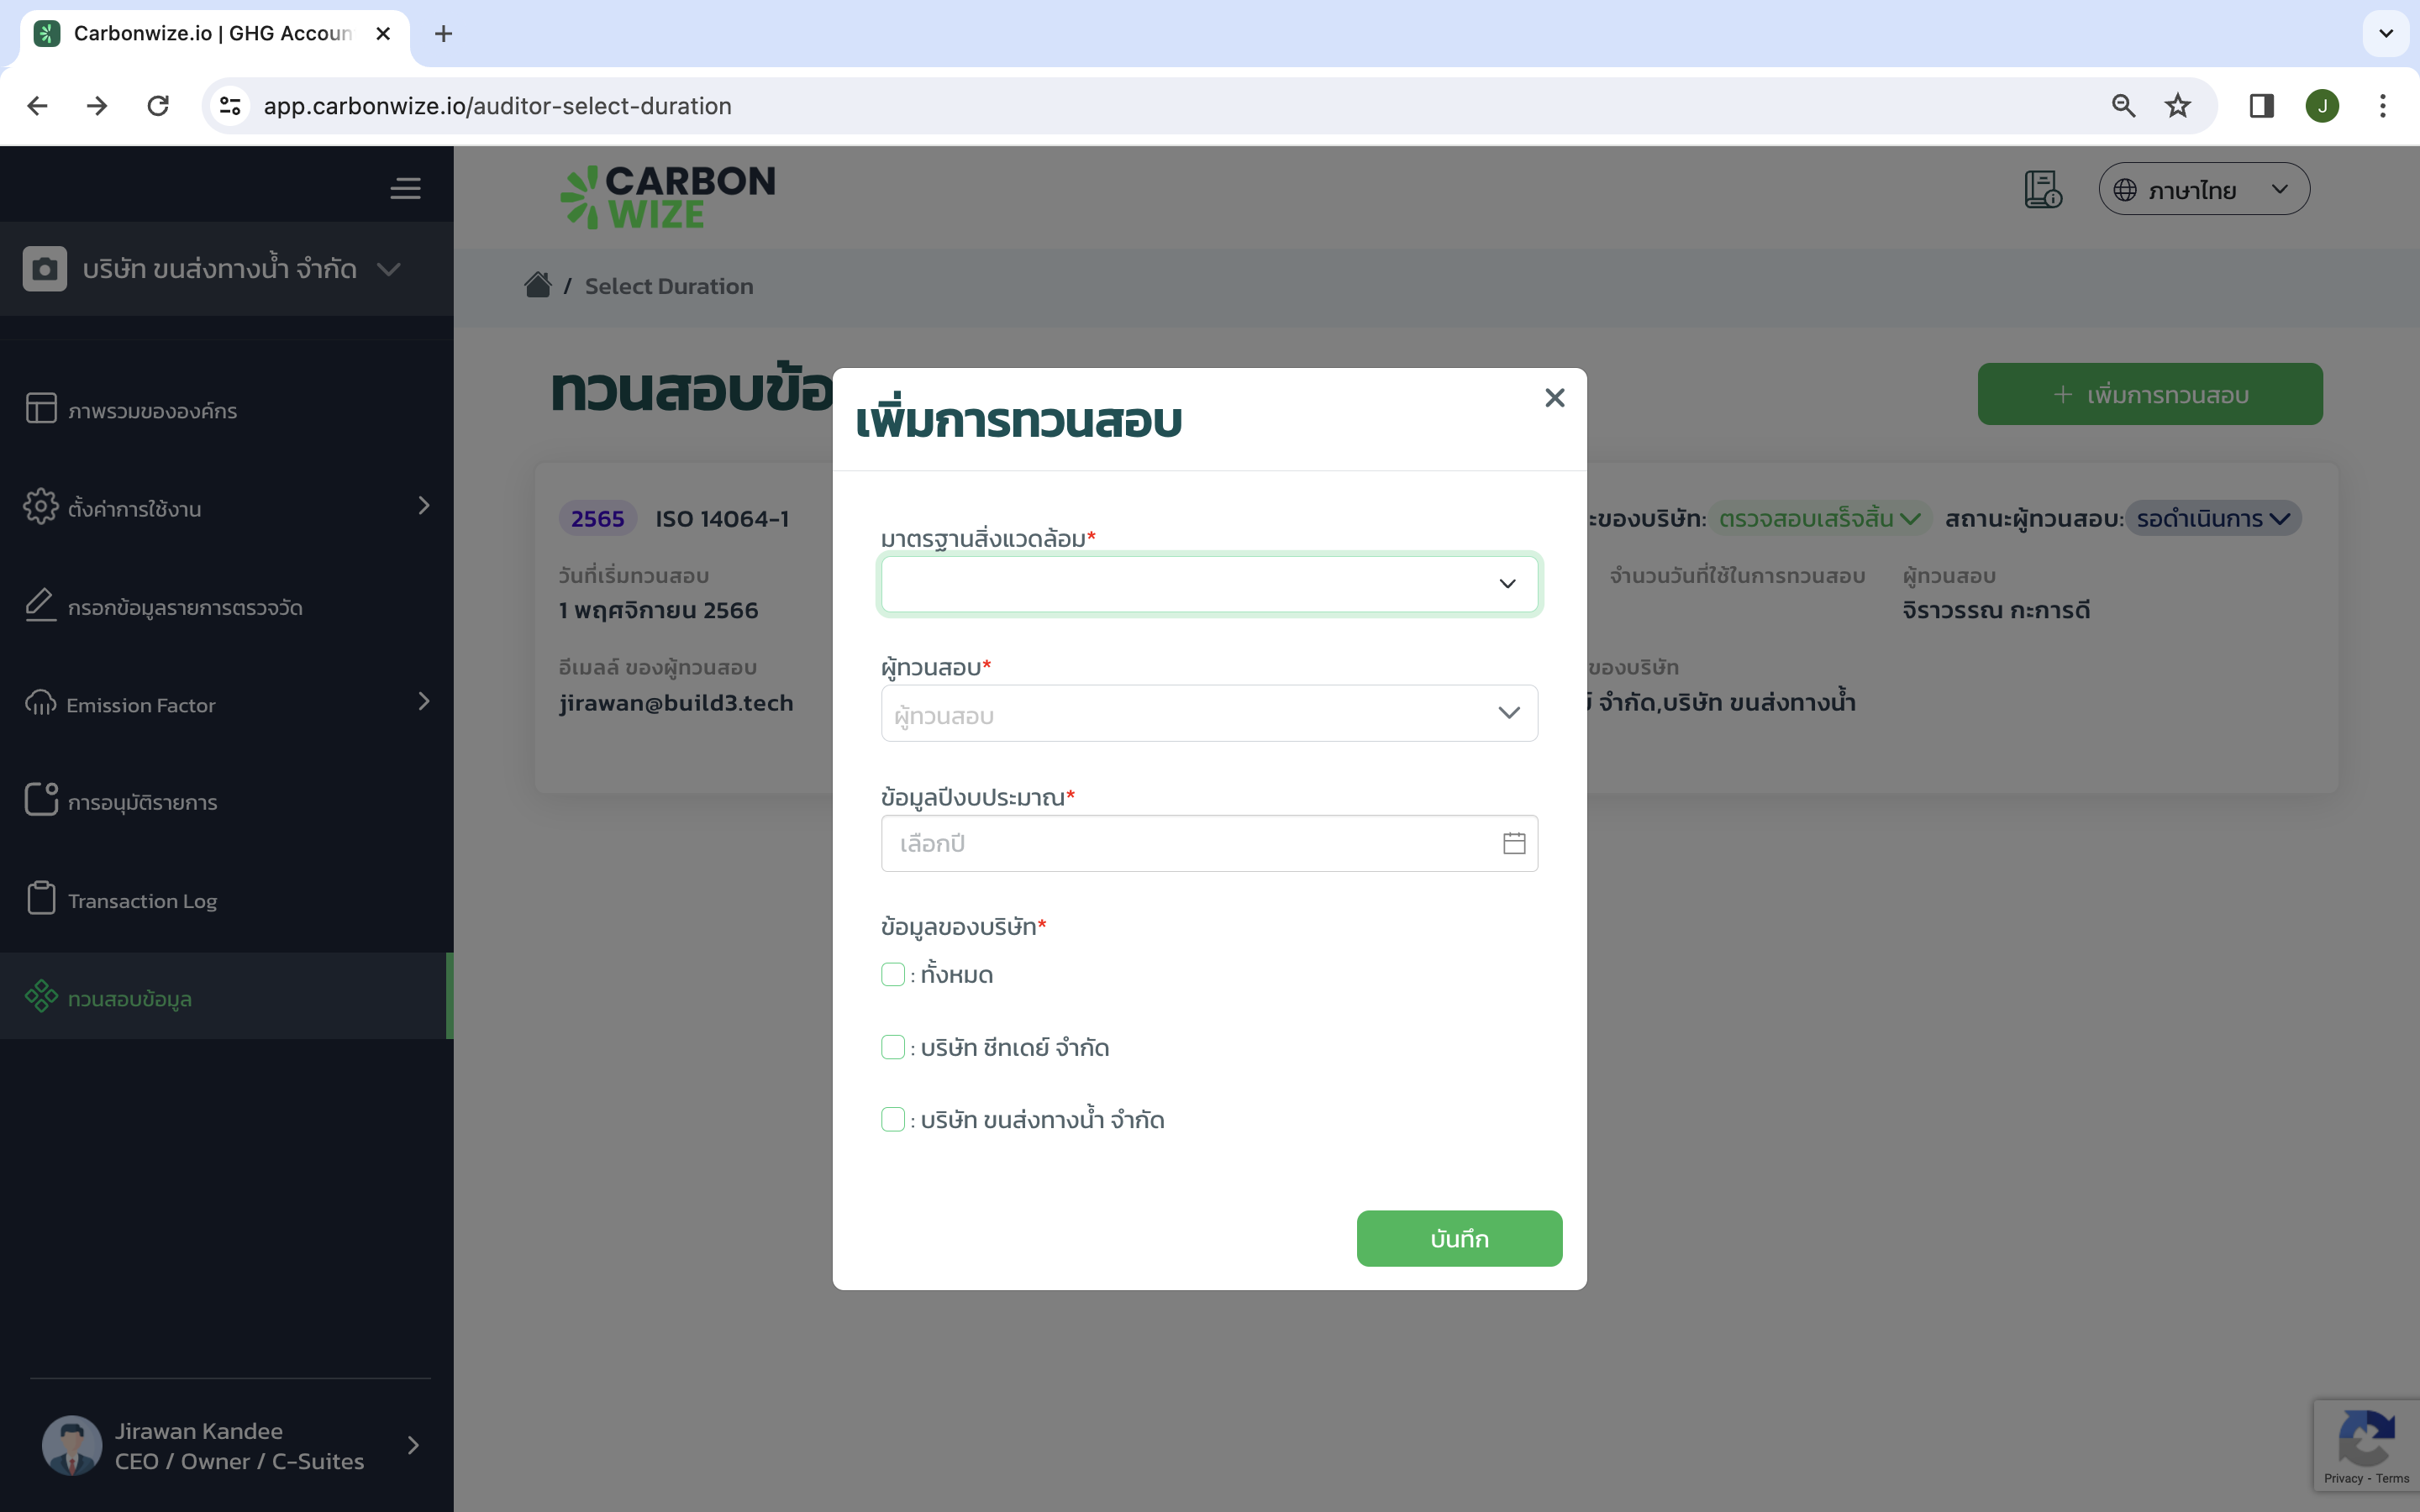 Carbonwize.io | GHG Accoun
app.carbonwize.io/auditor-select-duration
J
CARBON
WIZE
ภาษาไทย
บริษัท ขนส่งทางน้ำ จำกัด
/ Select Duration
ภาพรวมขององค์กร
ตั้งค่าการใช้งาน
กรอกข้อมูลรายการตรวจวัด
Emission Factor
การอนุมัติรายการ
Transaction Log
ทวนสอบข้อมูล
Jirawan Kandee
CEO / Owner / C-Suites
ทวนสอบข้อ
+ เพิ่มการทวนสอบ
2565 ISO 14064-1
ะของบริษัท: ตรวจสอบเสร็จสิ้น สถานะผู้ทวนสอบ: รอดำเนินการ
วันที่เริ่มทวนสอบ
จำนวนวันที่ใช้ในการทวนสอบ ผู้ทวนสอบ
1 พฤศจิกายน 2566
จิราวรรณ กะการดี
อีเมลล์ ของผู้ทวนสอบ
ของบริษัท
jirawan@build3.tech
จำกัด,บริษัท ขนส่งทางน้ำ
เพิ่มการทวนสอบ
มาตรฐานสิ่งแวดล้อม*
ผู้ทวนสอบ*
ผู้ทวนสอบ
ข้อมูลปีงบประมาณ*
เลือกปี
ข้อมูลของบริษัท*
: ทั้งหมด
: บริษัท ชีทเดย์ จำกัด
: บริษัท ขนส่งทางน้ำ จำกัด
บันทึก
Privacy - Terms